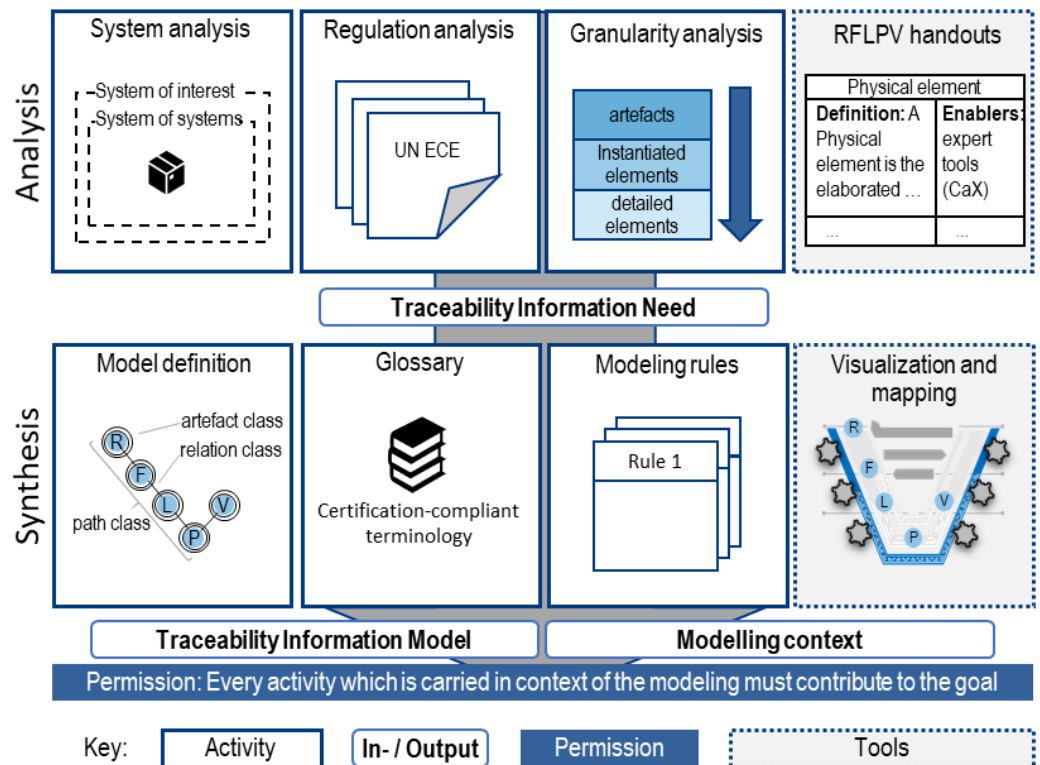 Analysis
System analysis
System of interest
System of systems
Regulation analysis
UN ECE
Granularity analysis
artefacts
Instantiated
elements
detailed
elements
RFLPV handouts
Physical element
Definition: A
Physical
element is the
elaborated ...
Enablers:
expert
tools
(CaX)
...
...
Traceability Information Need
Synthesis
Model definition
artefact class
relation class
path class
R
F
L
P
V
Glossary
Certification-compliant
terminology
Modeling rules
Rule 1
Visualization and
mapping
R
F
L
V
P
Traceability Information Model
Modelling context
Permission: Every activity which is carried in context of the modeling must contribute to the goal
Key:
Activity
In- / Output
Permission
Tools